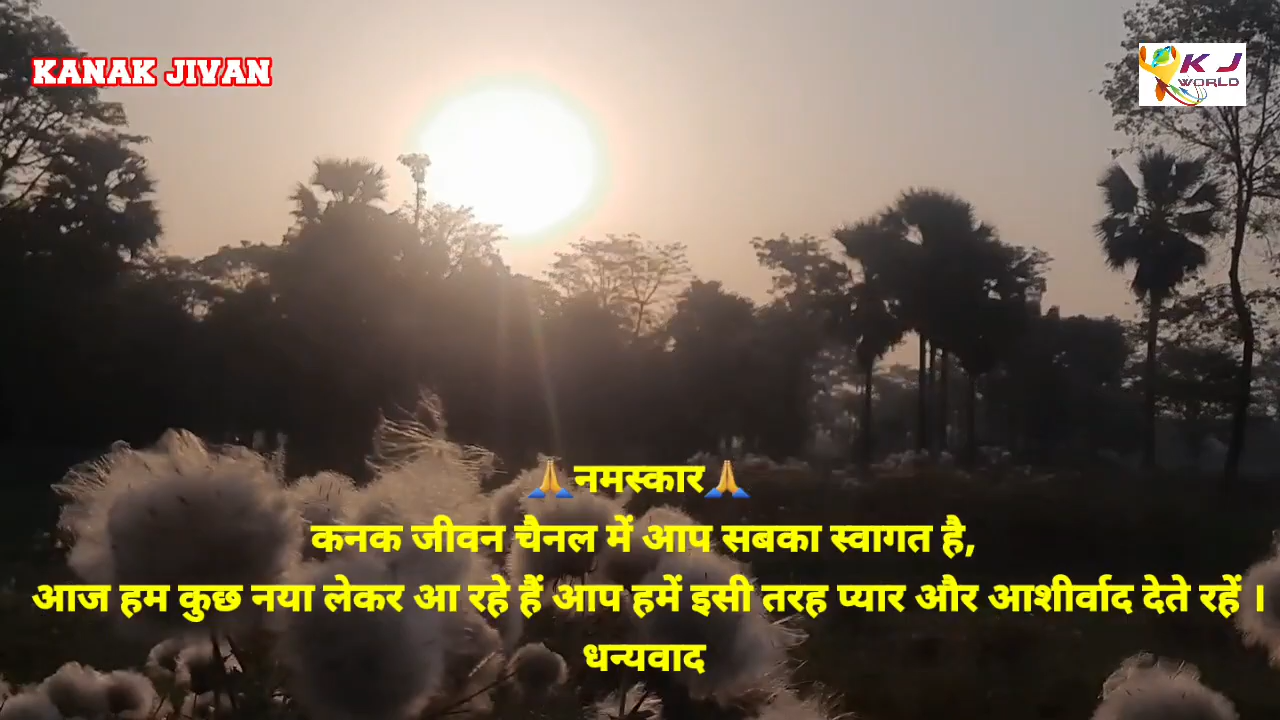 KANAK JIVAN
K J
WORLD
🙏नमस्कार🙏
कनक जीवन चैनल में आप सबका स्वागत है,
आज हम कुछ नया लेकर आ रहे हैं आप हमें इसी तरह प्यार और आशीर्वाद देते रहें ।
धन्यवाद